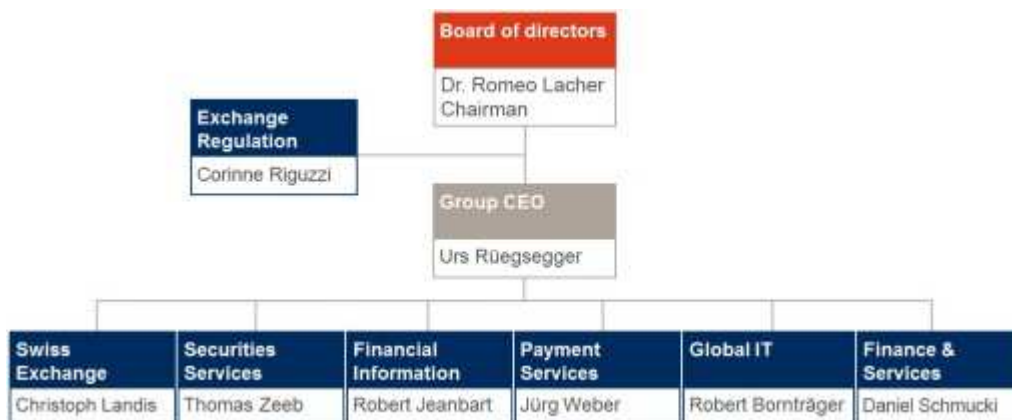 Board of directors
Dr. Romeo Lacher
Chairman
Exchange
Regulation
Corinne Riguzzi
Group CEO
Urs Rüegsegger
Swiss
Exchange
Christoph Landis
Securities
Services
Thomas Zeeb
Financial
Information
Robert Jeanbart
Payment
Services
Jürg Weber
Global IT
Robert Bornträger
Finance &
Services
Daniel Schmucki